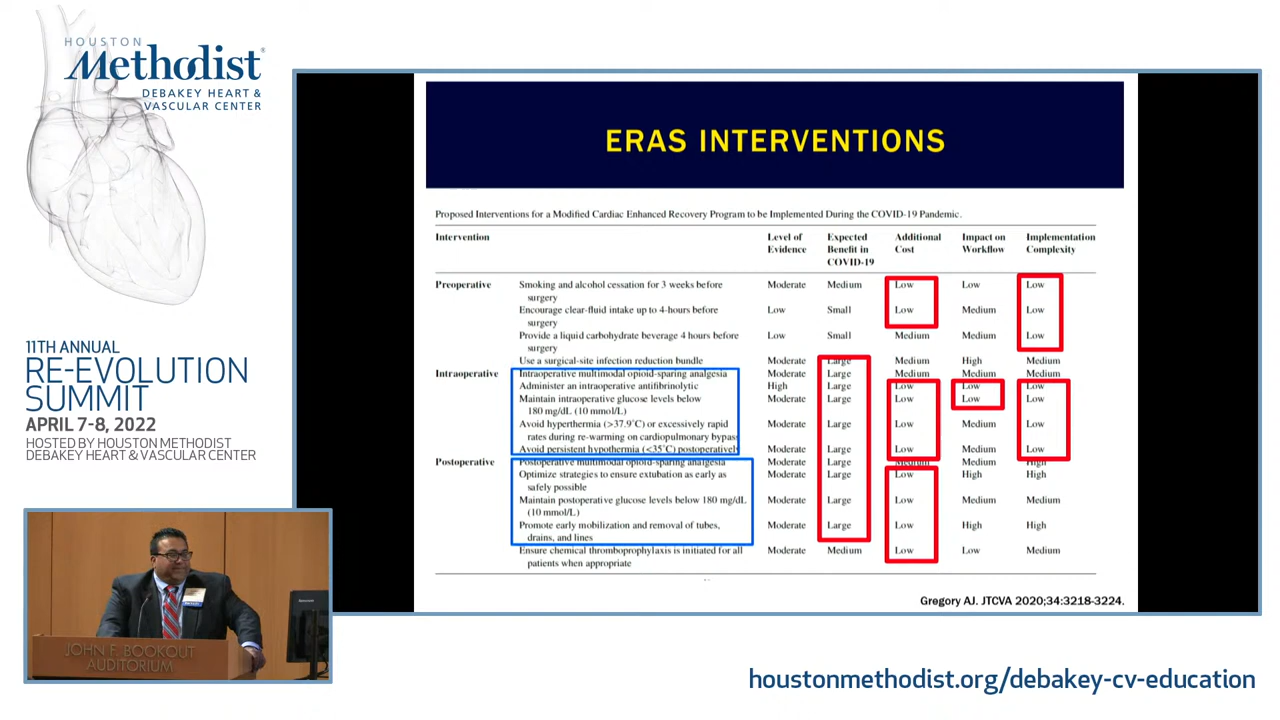 HOUSTON
Methodist®
DEBAKEY HEART &
VASCULAR CENTER
11TH ANNUAL
RE-EVOLUTION
SUMMIT
APRIL 7-8, 2022
HOSTED BY HOUSTON METHODIST
DEBAKEY HEART & VASCULAR CENTER
JOHN F. BOOKOUT
AUDITORIUM
ERAS INTERVENTIONS
Proposed Interventions for a Modified Cardiac Enhanced Recovery Program to be Implemented During the COVID-19 Pandemic.
Intervention Level of Evidence Expected Benefit in COVID-19 Additional Cost Impact on Workflow Implementation Complexity
Preoperative Smoking and alcohol cessation for 3 weeks before Moderate Medium Low Low Low
surgery
Encourage clear-fluid intake up to 4-hours before Low Small Low Medium Low
surgery
Provide a liquid carbohydrate beverage 4 hours before Low Small Medium Medium Low
surgery
Use a surgical-site infection reduction bundle Moderate Large Medium High Medium
Intraoperative Intraoperative multimodal opioid-sparing analgesia Moderate Large Medium Medium Medium
Administer an intraoperative antifibrinolytic High Large Low Low Low
Maintain intraoperative glucose levels below Moderate Large Low Low Low
180 mg/dL (10 mmol/L)
Avoid hyperthermia (>37.9°C) or excessively rapid Moderate Large Low Medium Low
rates during re-warming on cardiopulmonary bypass
Avoid persistent hypothermia (<35°C) postoperatively Moderate Large Low Medium Low
Postoperative Postoperative multimodal opioid-sparing analgesia Moderate Large Medium Medium High
Optimize strategies to ensure extubation as early as Moderate Large Low High High
safely possible
Maintain postoperative glucose levels below 180 mg/dL Moderate Large Low Medium Medium
(10 mmol/L)
Promote early mobilization and removal of tubes, Moderate Large Low High High
drains, and lines
Ensure chemical thromboprophylaxis is initiated for all Moderate Medium Low Low Medium
patients when appropriate
Gregory AJ. JTCVA 2020;34:3218-3224.
houstonmethodist.org/debakey-cv-education